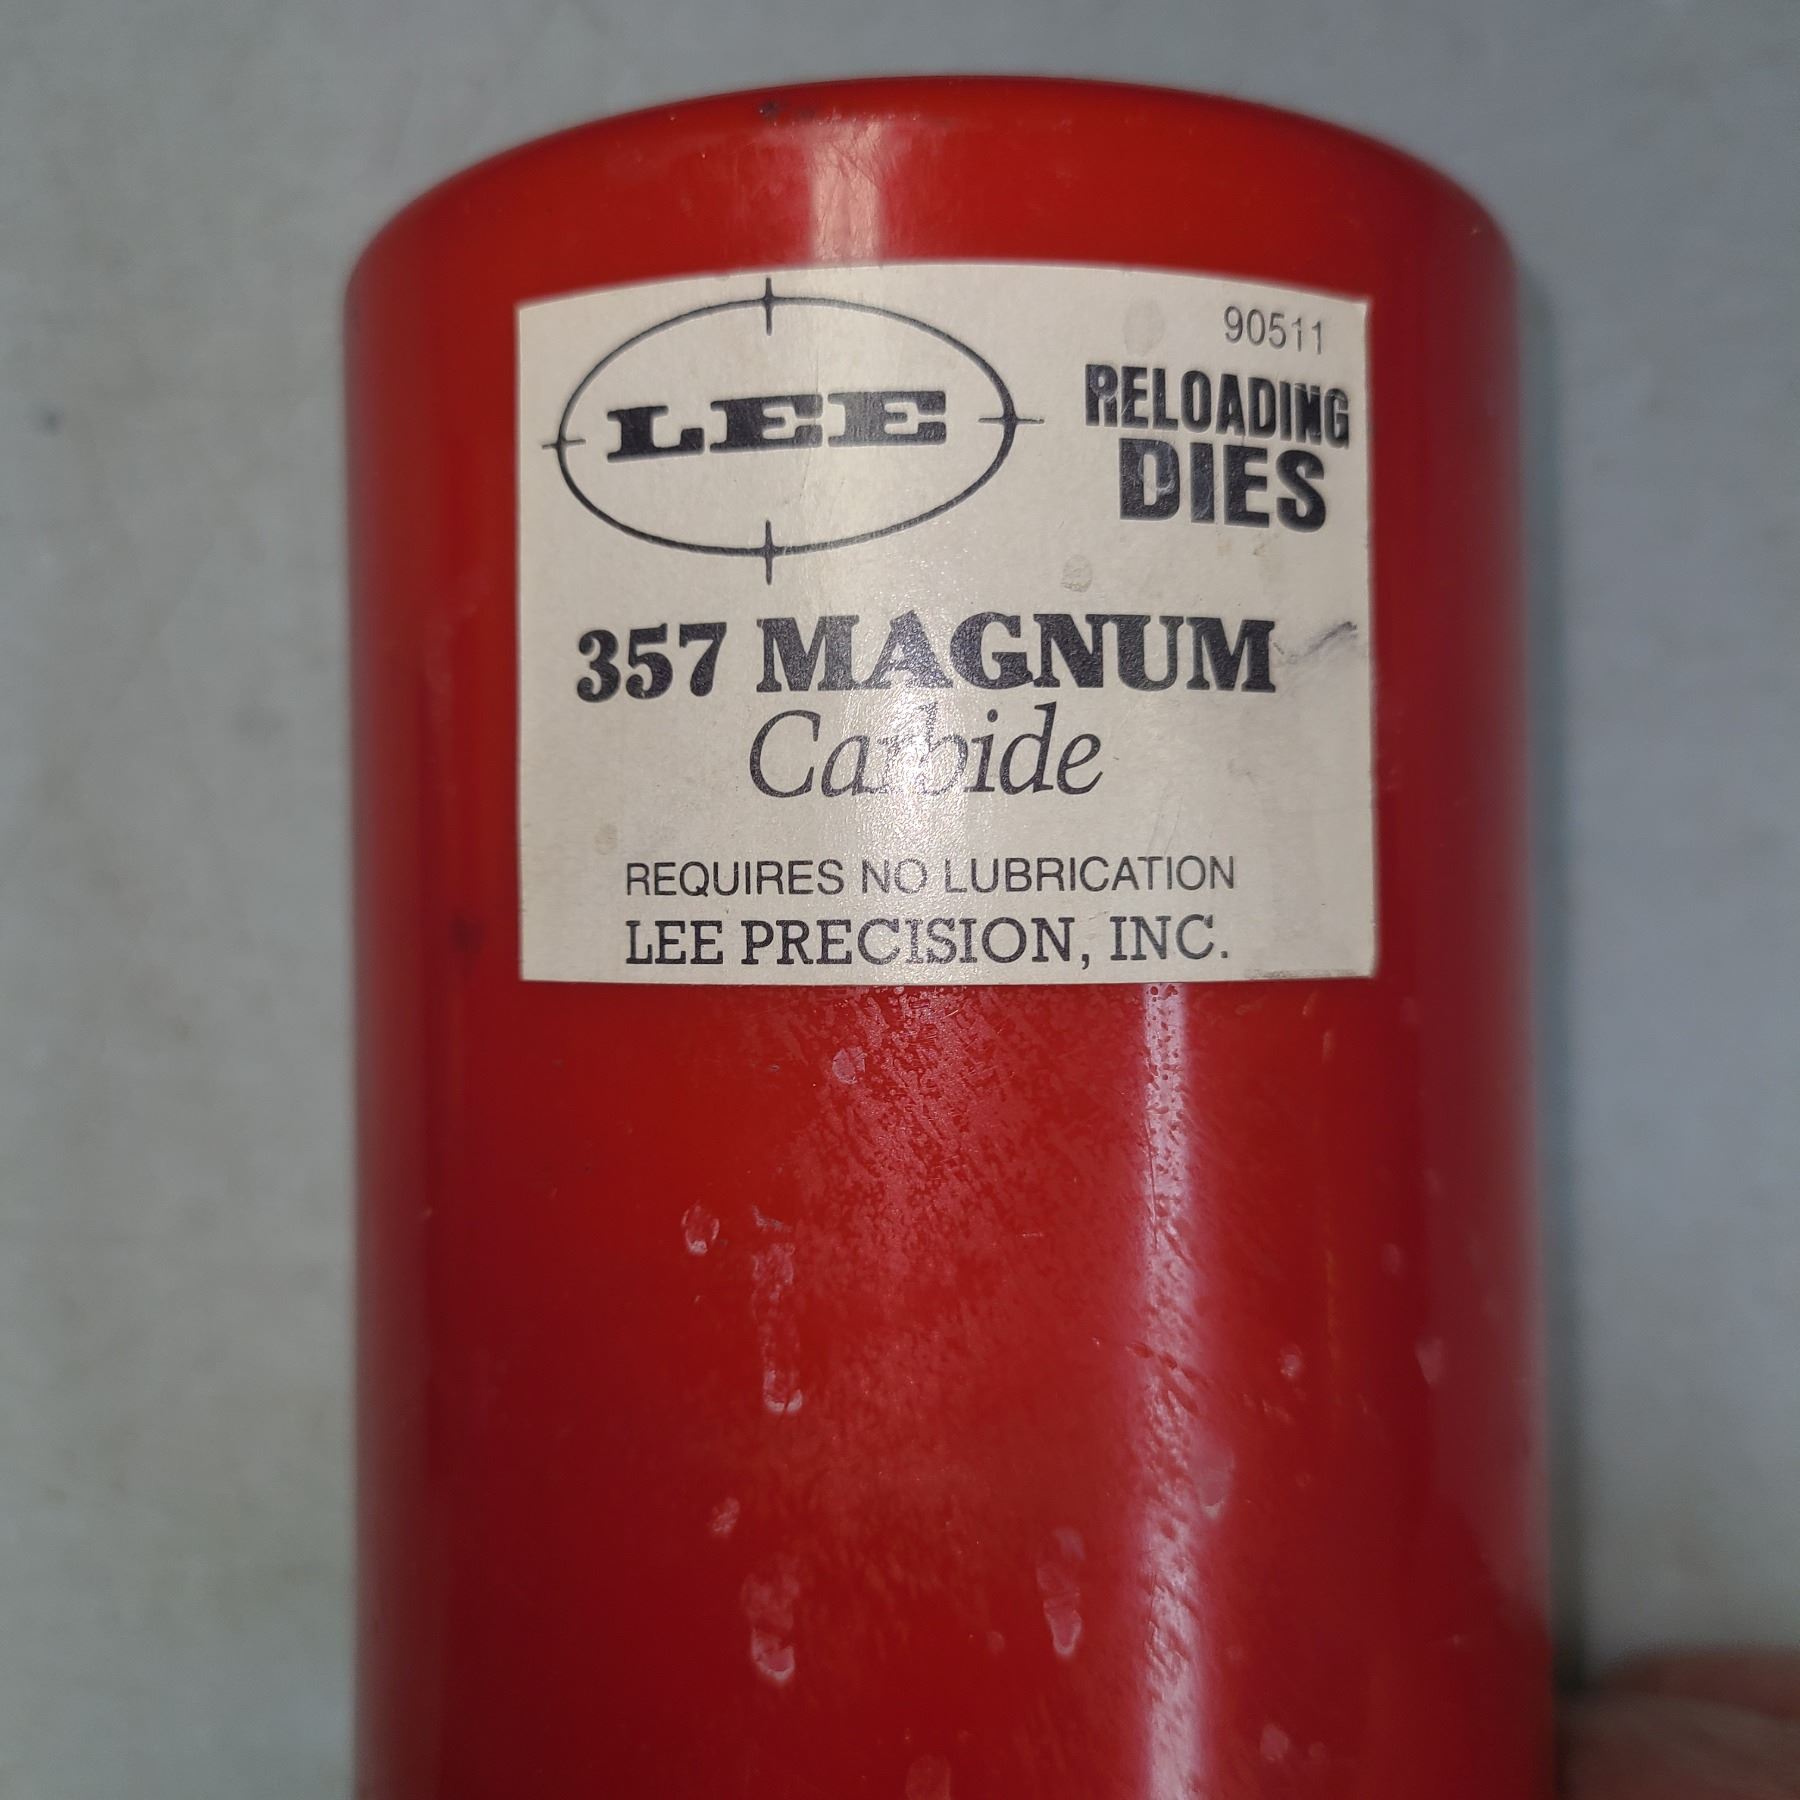 90511
LEE
RELOADING
DIES
357 MAGNUM
Carbide
REQUIRES NO LUBRICATION
LEE PRECISION, INC.